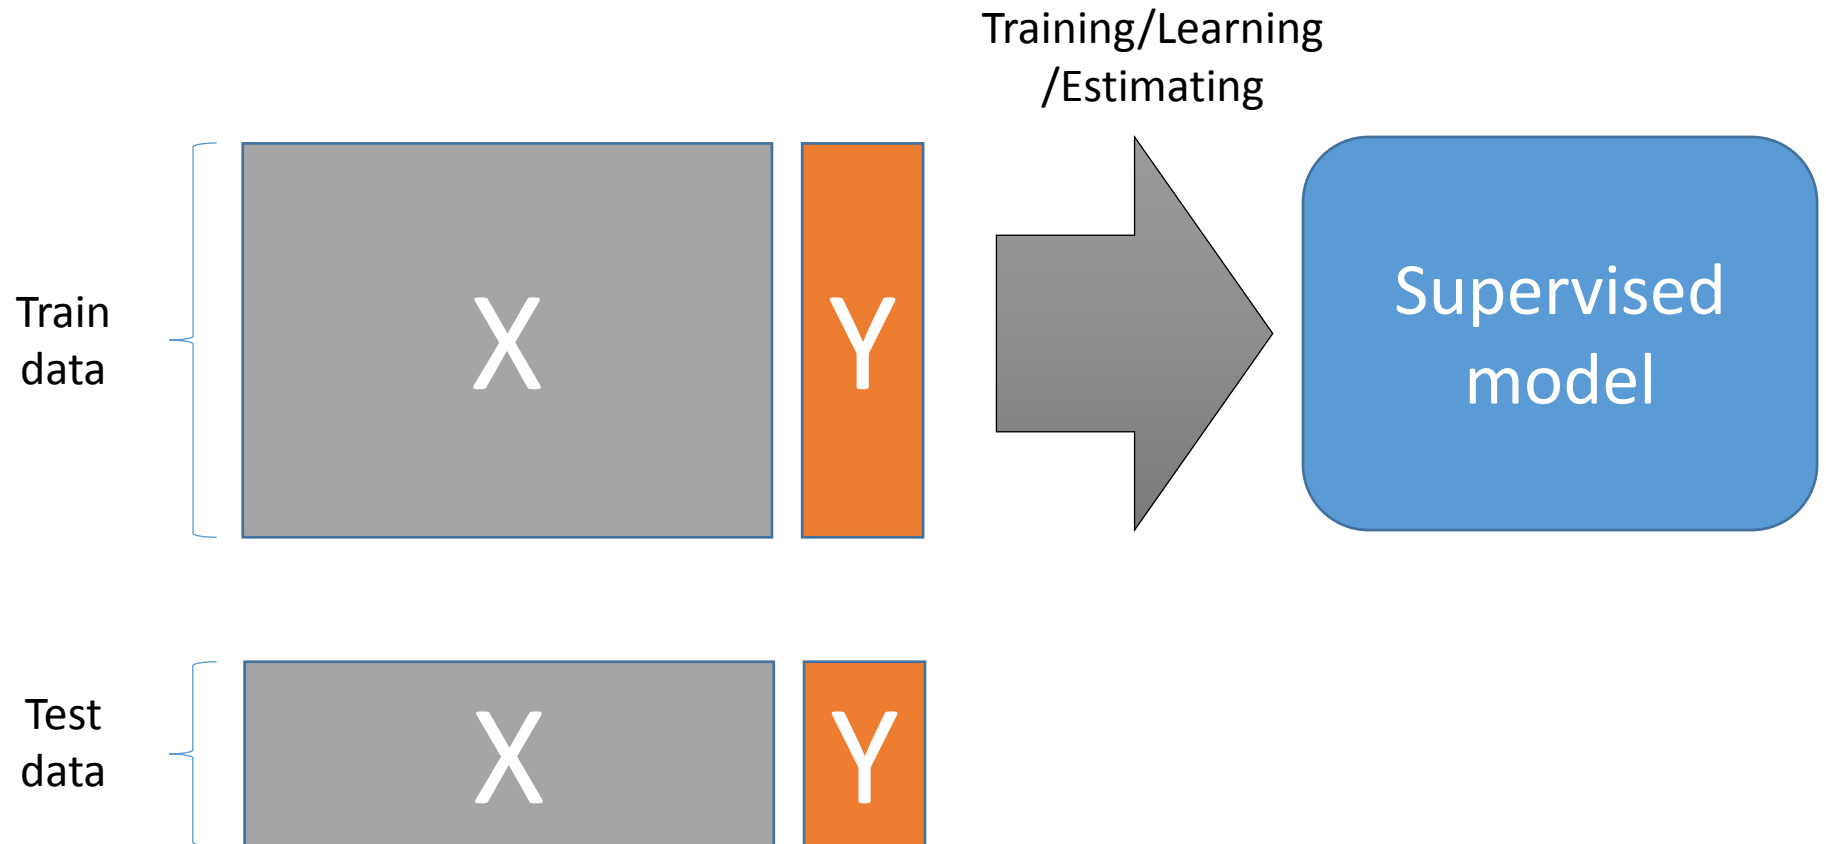 Training/Learning
/Estimating
Train
data
X
Y
Supervised
model
Test
data
X
Y